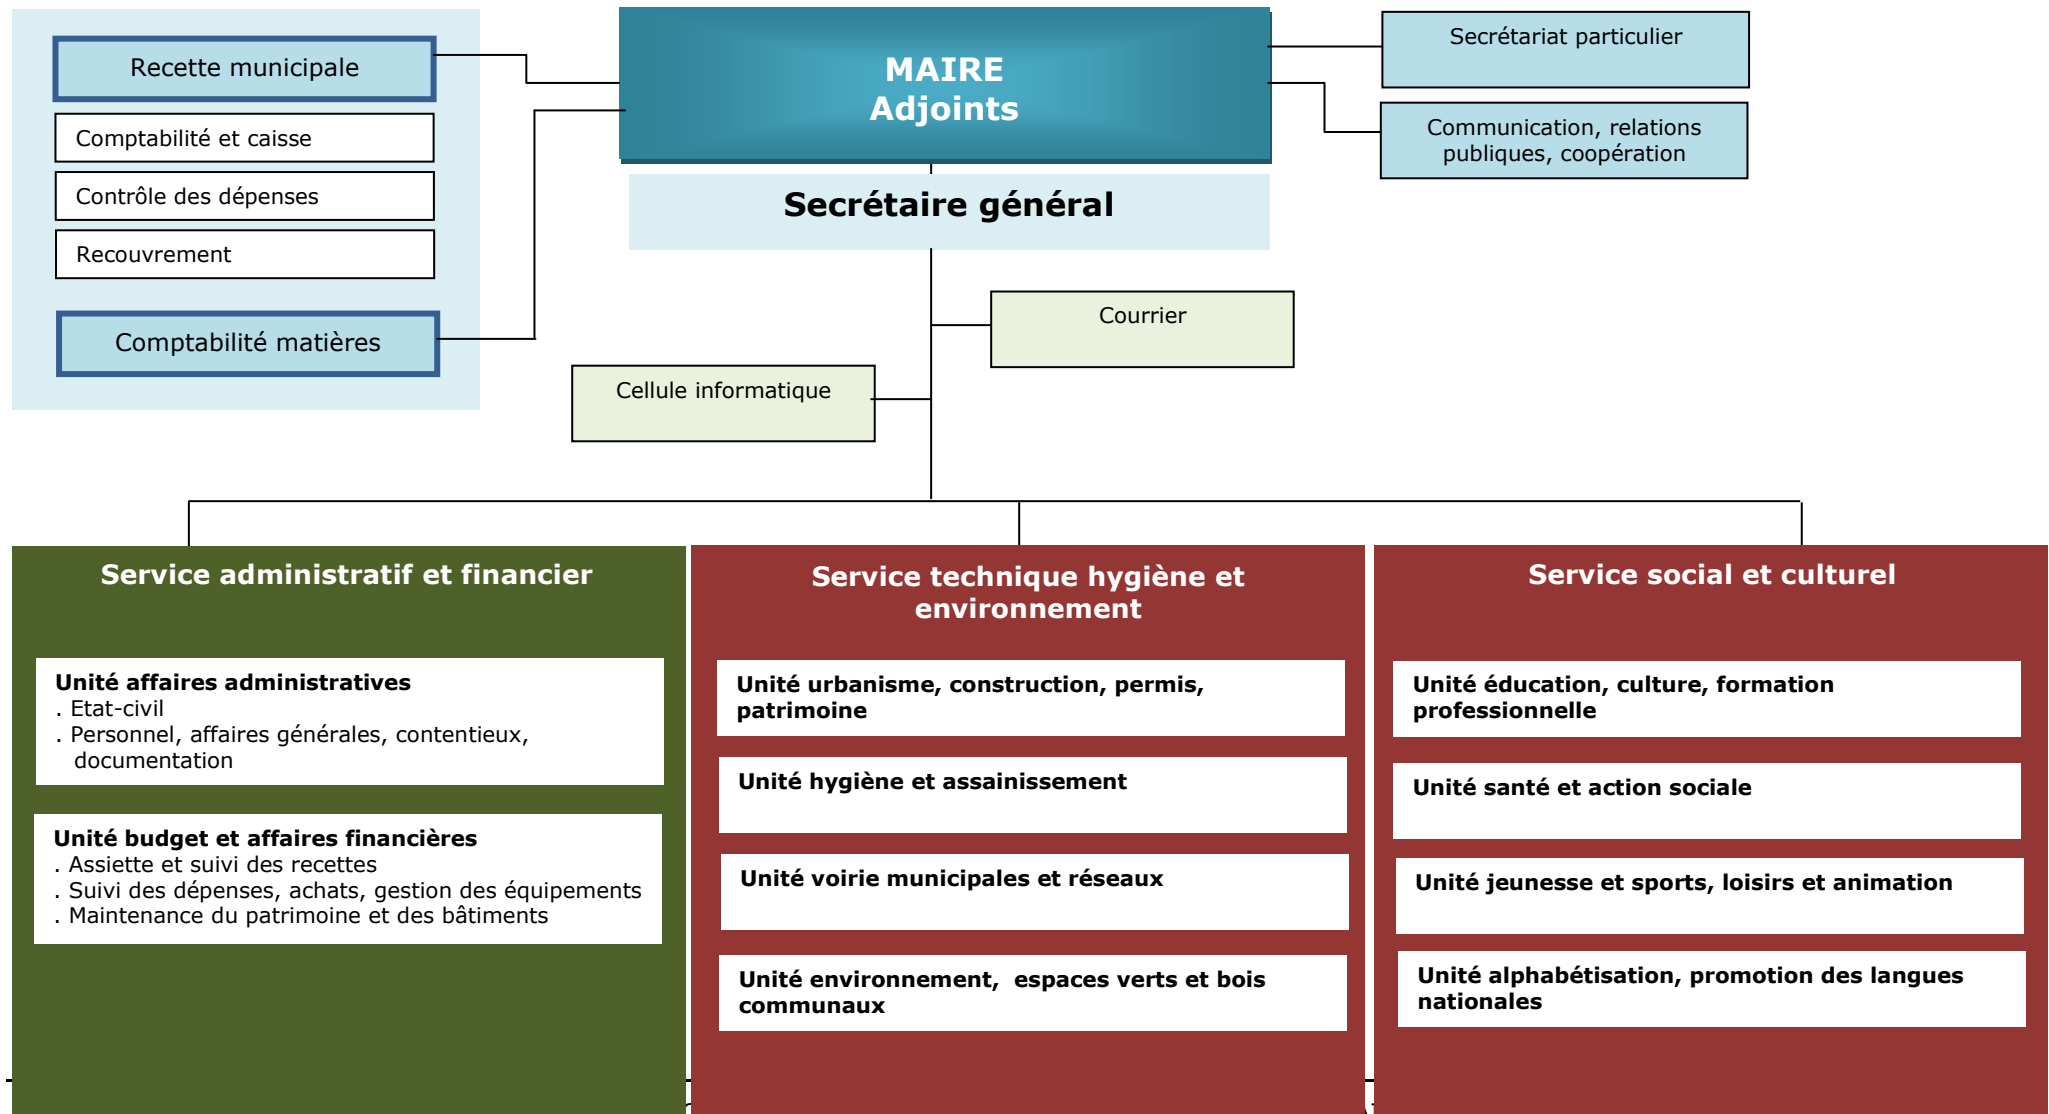 Recette municipale
Comptabilité et caisse
Contrôle des dépenses
Recouvrement
Comptabilité matières
MAIRE
Adjoints
Secrétariat particulier
Communication, relations
publiques, coopération
Secrétaire général
Courrier
Cellule informatique
Service administratif et financier
Unité affaires administratives
. Etat-civil
. Personnel, affaires générales, contentieux,
documentation
Unité budget et affaires financières
. Assiette et suivi des recettes
. Suivi des dépenses, achats, gestion des équipements
. Maintenance du patrimoine et des bâtiments
Service technique hygiène et
environnement
Unité urbanisme, construction, permis,
patrimoine
Unité hygiène et assainissement
Unité voirie municipales et réseaux
Unité environnement,  espaces verts et bois
communaux
Service social et culturel
Unité éducation, culture, formation
professionnelle
Unité santé et action sociale
Unité jeunesse et sports, loisirs et animation
Unité alphabétisation, promotion des langues
nationales